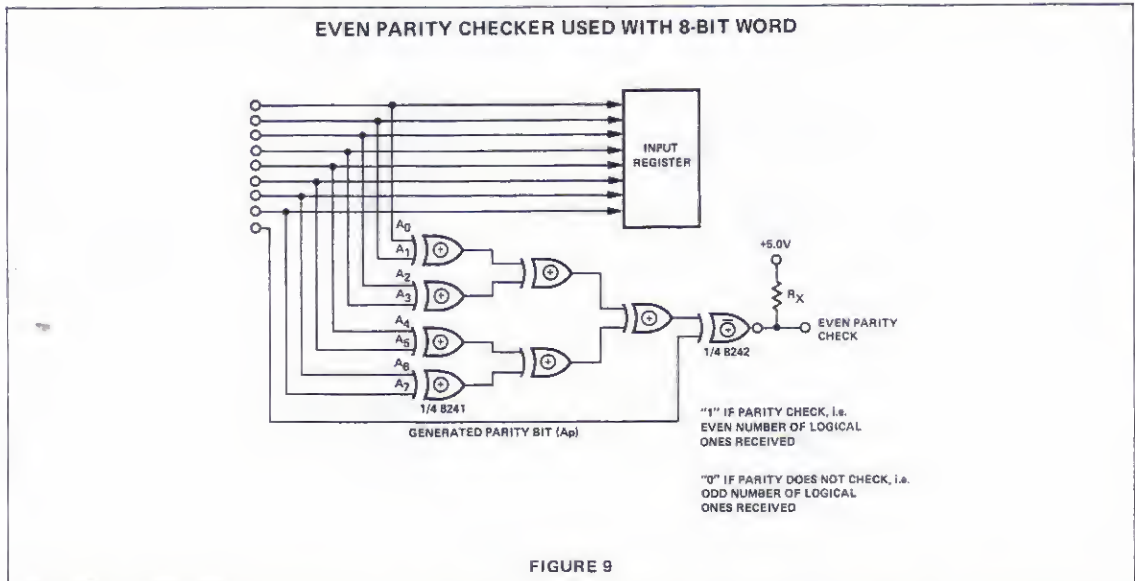 EVEN PARITY CHECKER USED WITH 8-BIT WORD
INPUT
REGISTER
A0
A1
A2
A3
A4
A5
A6
A7
1/4 8241
GENERATED PARITY BIT (Ap)
+5.0V
RX
EVEN PARITY
CHECK
1/4 8242
"1" IF PARITY CHECK, i.e.
EVEN NUMBER OF LOGICAL
ONES RECEIVED
"0" IF PARITY DOES NOT CHECK, i.e.
ODD NUMBER OF LOGICAL
ONES RECEIVED
FIGURE 9